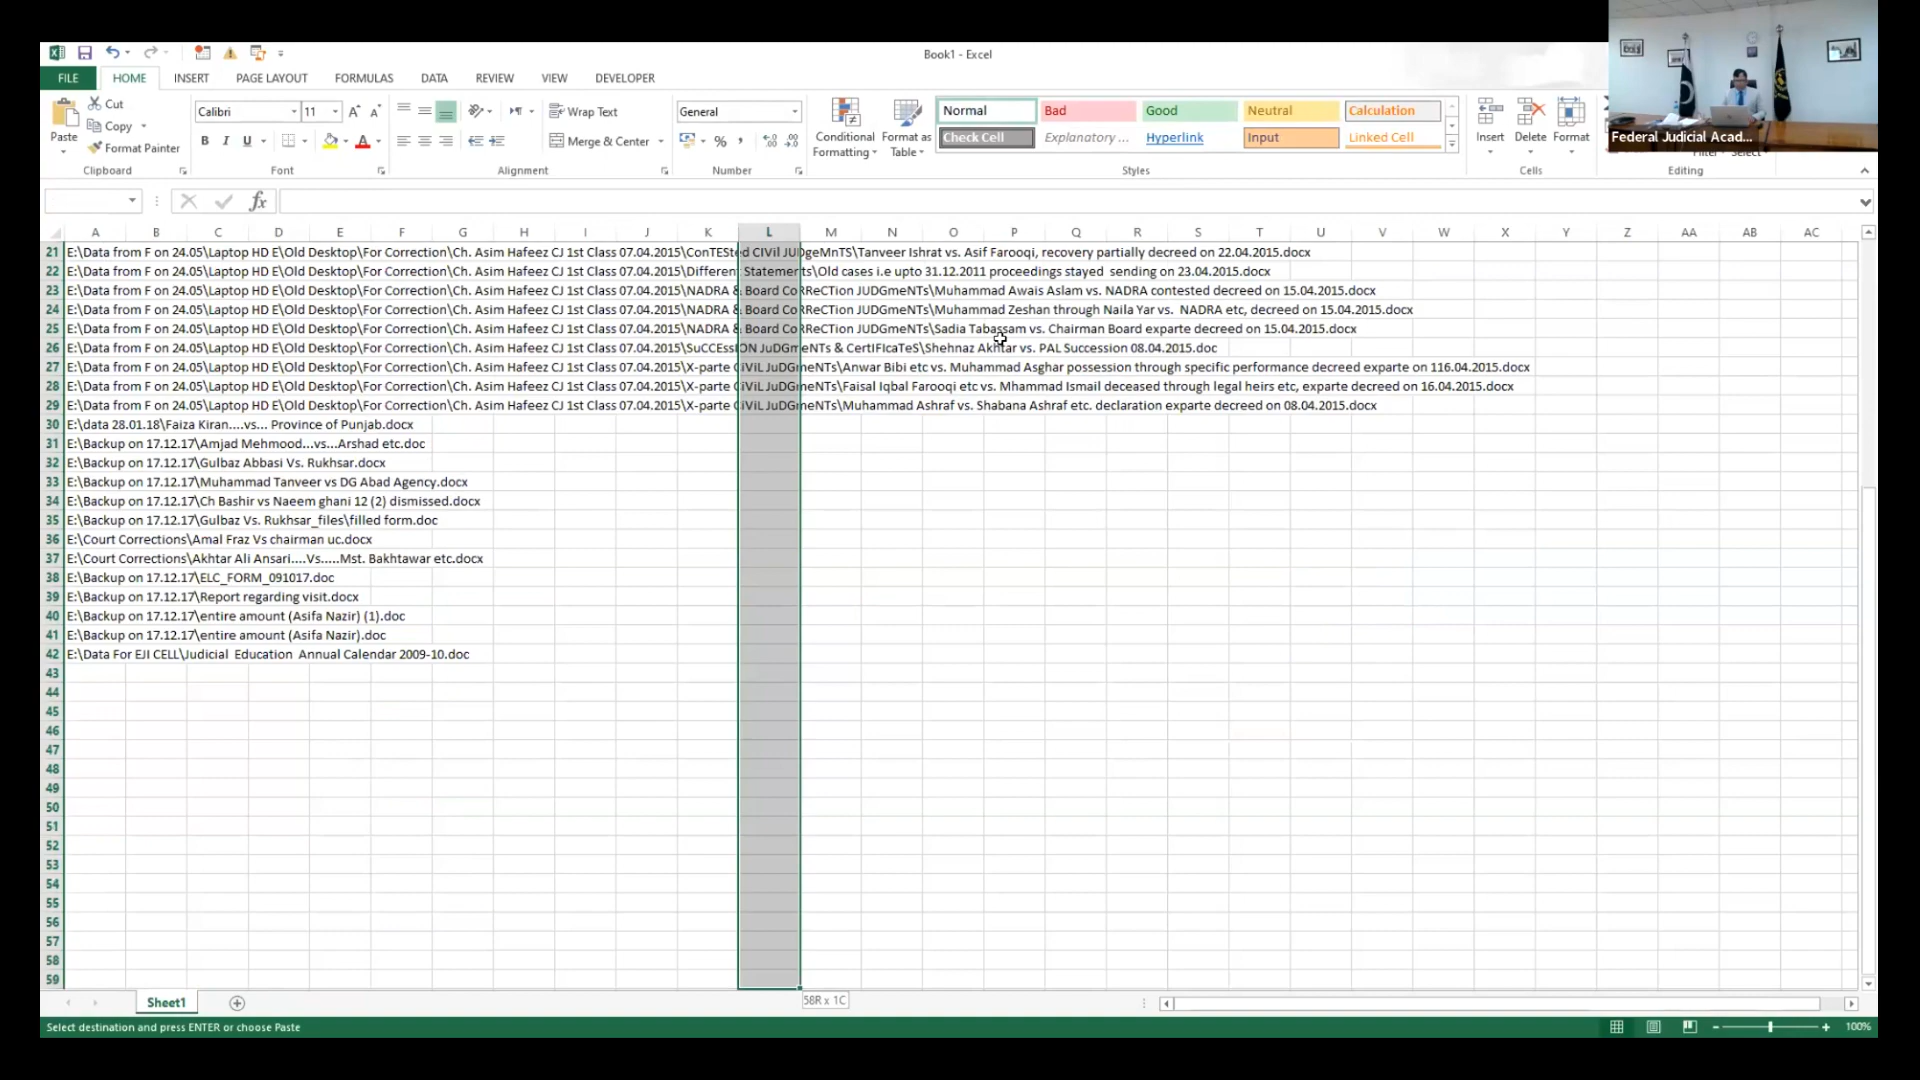 Book1 - Excel
FILE HOME INSERT PAGE LAYOUT FORMULAS DATA REVIEW VIEW DEVELOPER
Cut
Copy
Format Painter
Paste
Clipboard
Calibri 11
B I U
Font
Wrap Text
Merge & Center
Alignment
General
Number
Conditional Formatting
Format as Table
Normal Bad Good Neutral Calculation
Check Cell Explanatory ... Hyperlink Input Linked Cell
Styles
Insert Delete Format
Cells
Editing
Federal Judicial Acad...
fx
A B C D E F G H I J K L M N O P Q R S T U V W X Y Z AA AB AC
21 E:\Data from F on 24.05\Laptop HD E\Old Desktop\For Correction\Ch. Asim Hafeez CJ 1st Class 07.04.2015\ConTESted CIVil JUDgeMnTS\Tanveer Ishrat vs. Asif Farooqi, recovery partially decreed on 22.04.2015.docx
22 E:\Data from F on 24.05\Laptop HD E\Old Desktop\For Correction\Ch. Asim Hafeez CJ 1st Class 07.04.2015\Different Statements\Old cases i.e upto 31.12.2011 proceedings stayed sending on 23.04.2015.docx
23 E:\Data from F on 24.05\Laptop HD E\Old Desktop\For Correction\Ch. Asim Hafeez CJ 1st Class 07.04.2015\NADRA & Board CoRReCTion JUDGmeNTs\Muhammad Awais Aslam vs. NADRA contested decreed on 15.04.2015.docx
24 E:\Data from F on 24.05\Laptop HD E\Old Desktop\For Correction\Ch. Asim Hafeez CJ 1st Class 07.04.2015\NADRA & Board CoRReCTion JUDGmeNTs\Muhammad Zeshan through Naila Yar vs. NADRA etc, decreed on 15.04.2015.docx
25 E:\Data from F on 24.05\Laptop HD E\Old Desktop\For Correction\Ch. Asim Hafeez CJ 1st Class 07.04.2015\NADRA & Board CoRReCTion JUDGmeNTs\Sadia Tabassam vs. Chairman Board exparte decreed on 15.04.2015.docx
26 E:\Data from F on 24.05\Laptop HD E\Old Desktop\For Correction\Ch. Asim Hafeez CJ 1st Class 07.04.2015\SuCCEssION JuDGmeNTs & CertIFIcaTeS\Shehnaz Akhtar vs. PAL Succession 08.04.2015.doc
27 E:\Data from F on 24.05\Laptop HD E\Old Desktop\For Correction\Ch. Asim Hafeez CJ 1st Class 07.04.2015\X-parte CiViL JuDGmeNTs\Anwar Bibi etc vs. Muhammad Asghar possession through specific performance decreed exparte on 116.04.2015.docx
28 E:\Data from F on 24.05\Laptop HD E\Old Desktop\For Correction\Ch. Asim Hafeez CJ 1st Class 07.04.2015\X-parte CiViL JuDGmeNTs\Faisal Iqbal Farooqi etc vs. Mhammad Ismail deceased through legal heirs etc, exparte decreed on 16.04.2015.docx
29 E:\Data from F on 24.05\Laptop HD E\Old Desktop\For Correction\Ch. Asim Hafeez CJ 1st Class 07.04.2015\X-parte CiViL JuDGmeNTs\Muhammad Ashraf vs. Shabana Ashraf etc. declaration exparte decreed on 08.04.2015.docx
30 E:\data 28.01.18\Faiza Kiran....vs... Province of Punjab.docx
31 E:\Backup on 17.12.17\Amjad Mehmood...vs...Arshad etc.doc
32 E:\Backup on 17.12.17\Gulbaz Abbasi Vs. Rukhsar.docx
33 E:\Backup on 17.12.17\Muhammad Tanveer vs DG Abad Agency.docx
34 E:\Backup on 17.12.17\Ch Bashir vs Naeem ghani 12 (2) dismissed.docx
35 E:\Backup on 17.12.17\Gulbaz Vs. Rukhsar_files\filled form.doc
36 E:\Court Corrections\Amal Fraz Vs chairman uc.docx
37 E:\Court Corrections\Akhtar Ali Ansari....Vs.....Mst. Bakhtawar etc.docx
38 E:\Backup on 17.12.17\ELC_FORM_091017.doc
39 E:\Backup on 17.12.17\Report regarding visit.docx
40 E:\Backup on 17.12.17\entire amount (Asifa Nazir) (1).doc
41 E:\Backup on 17.12.17\entire amount (Asifa Nazir).doc
42 E:\Data For EJI CELL\Judicial Education Annual Calendar 2009-10.doc
43
44
45
46
47
48
49
50
51
52
53
54
55
56
57
58
59
58R x 1C
Sheet1
Select destination and press ENTER or choose Paste
100%